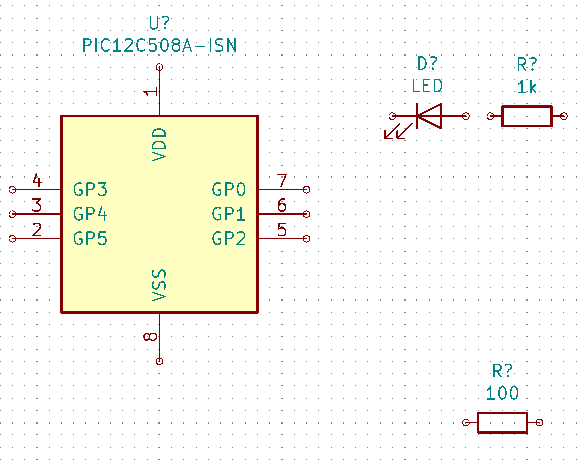 U?
PIC12C508A-ISN
1
VDD
4 GP3
3 GP4
2 GP5
GP0 7
GP1 6
GP2 5
VSS
8
D?
LED
R?
1k
R?
100